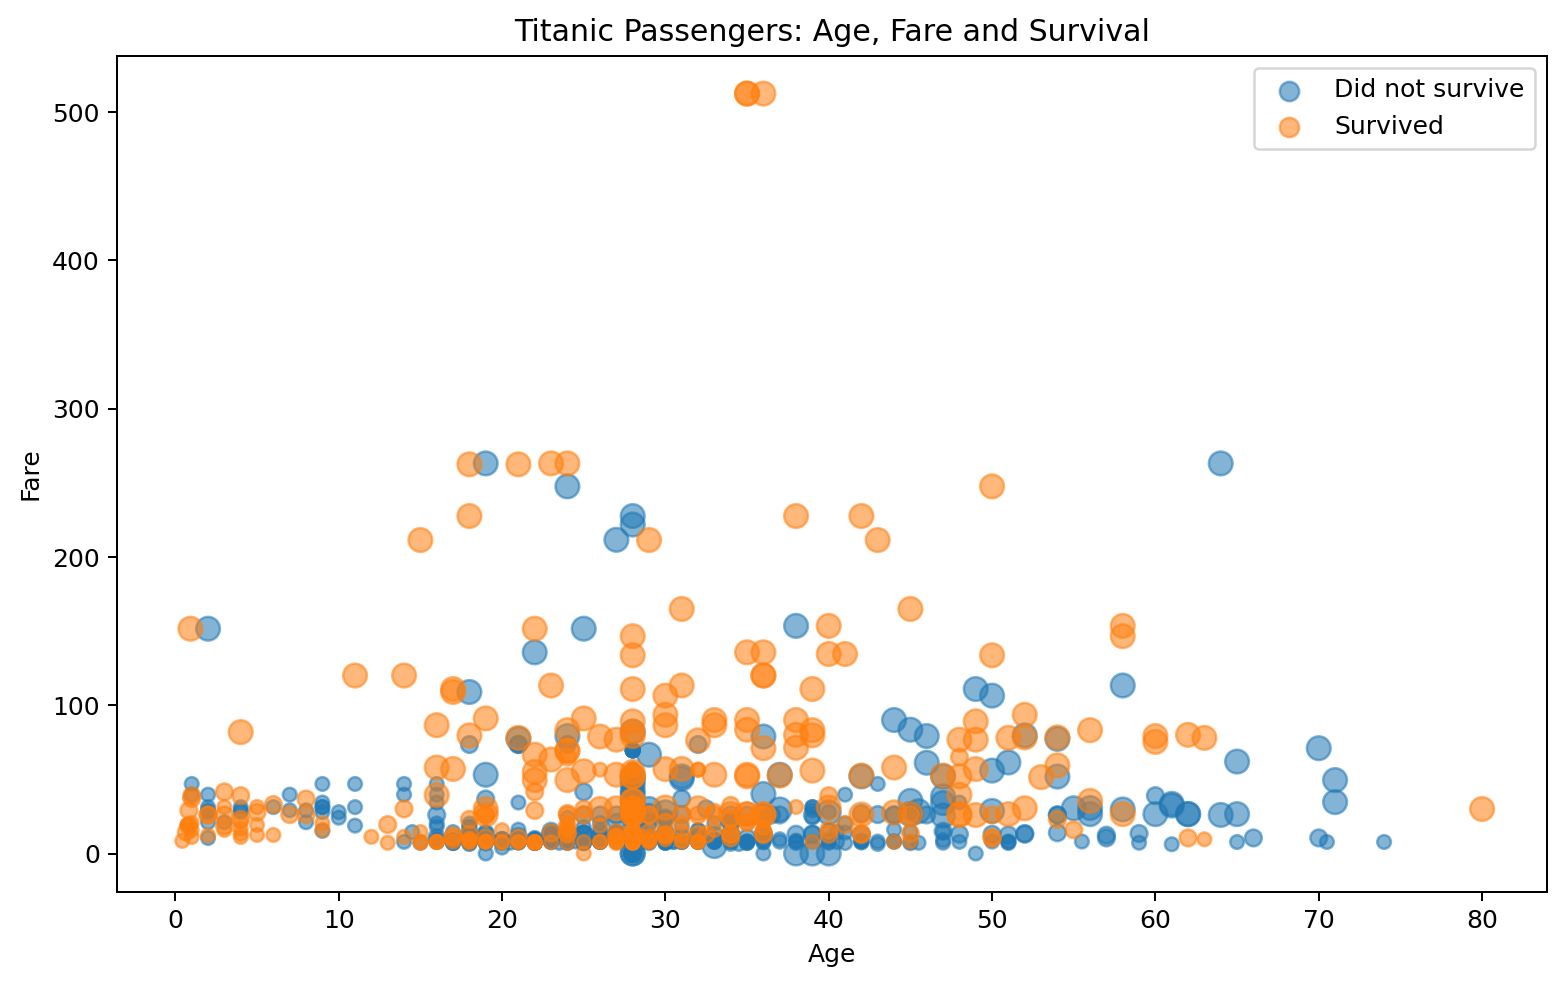 Titanic Passengers: Age, Fare and Survival
Did not survive
Survived
Fare
500
400
300
200
100
0
0 10 20 30 40 50 60 70 80
Age